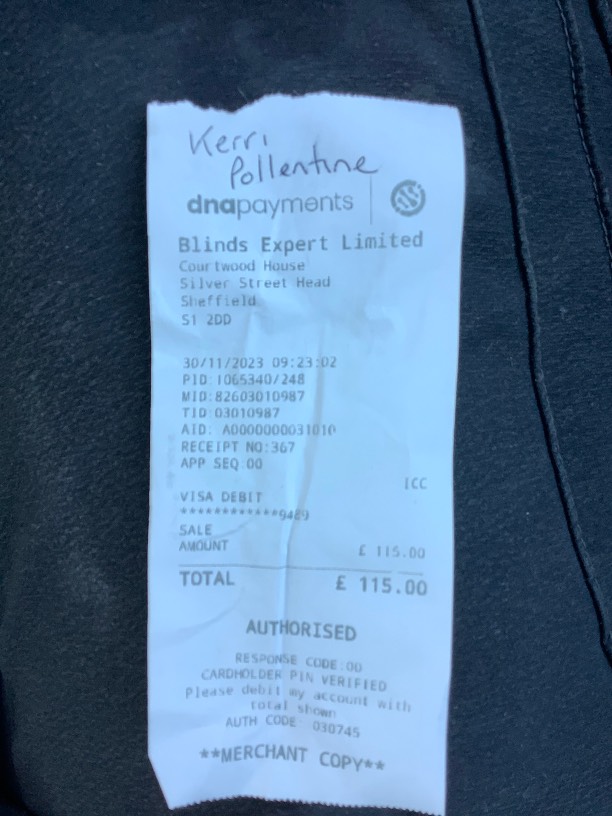 Kerri
Pollentine
dnapayments
Blinds Expert Limited
Courtwood House
Silver Street Head
Sheffield
S1 2DD
30/11/2023 09:23:02
PID:1065340/248
MID:82603010987
TID:03010987
AID: A0000000031010
RECEIPT NO:367
APP SEQ:00
ICC
VISA DEBIT
************9489
SALE
AMOUNT £ 115.00
TOTAL £ 115.00
AUTHORISED
RESPONSE CODE:00
CARDHOLDER PIN VERIFIED
Please debit my account with
total shown
AUTH CODE: 030745
**MERCHANT COPY**